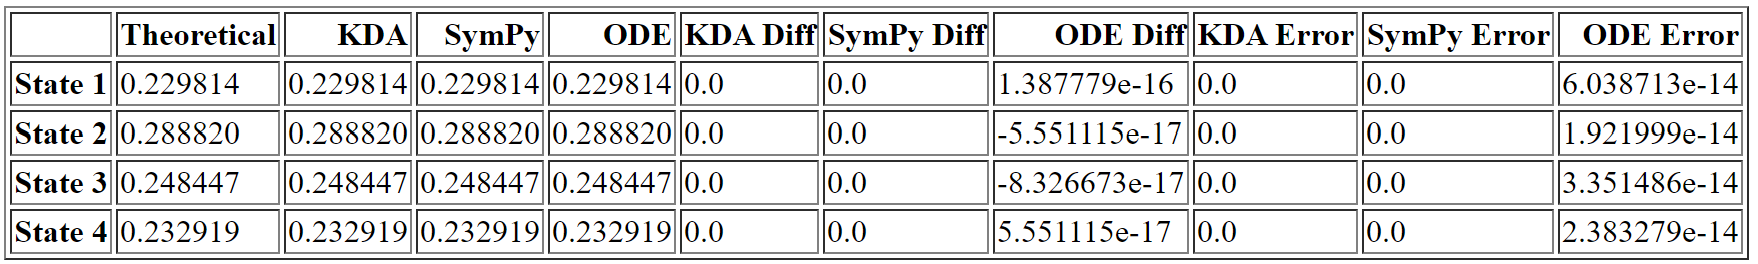 Theoretical KDA SymPy ODE KDA Diff SymPy Diff ODE Diff KDA Error SymPy Error ODE Error
State 1 0.229814 0.229814 0.229814 0.229814 0.0 0.0 1.387779e-16 0.0 0.0 6.038713e-14
State 2 0.288820 0.288820 0.288820 0.288820 0.0 0.0 -5.551115e-17 0.0 0.0 1.921999e-14
State 3 0.248447 0.248447 0.248447 0.248447 0.0 0.0 -8.326673e-17 0.0 0.0 3.351486e-14
State 4 0.232919 0.232919 0.232919 0.232919 0.0 0.0 5.551115e-17 0.0 0.0 2.383279e-14